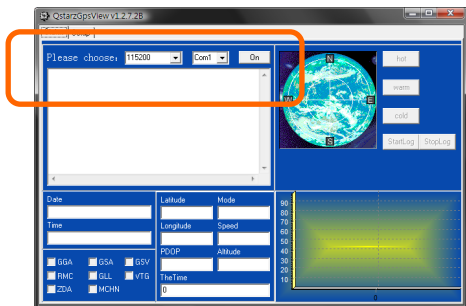 QstarzGpsView v1.2.7.2B
Please choose: 115200 Com1 On
N
W E
S
hot
warm
cold
StartLog StopLog
Date
Time
GGA GSA GSV
RMC GLL VTG
ZDA MCHN
Latitude Mode
Longitude Speed
PDOP Altitude
TheTime
0
90
80
70
60
50
40
30
20
10
0